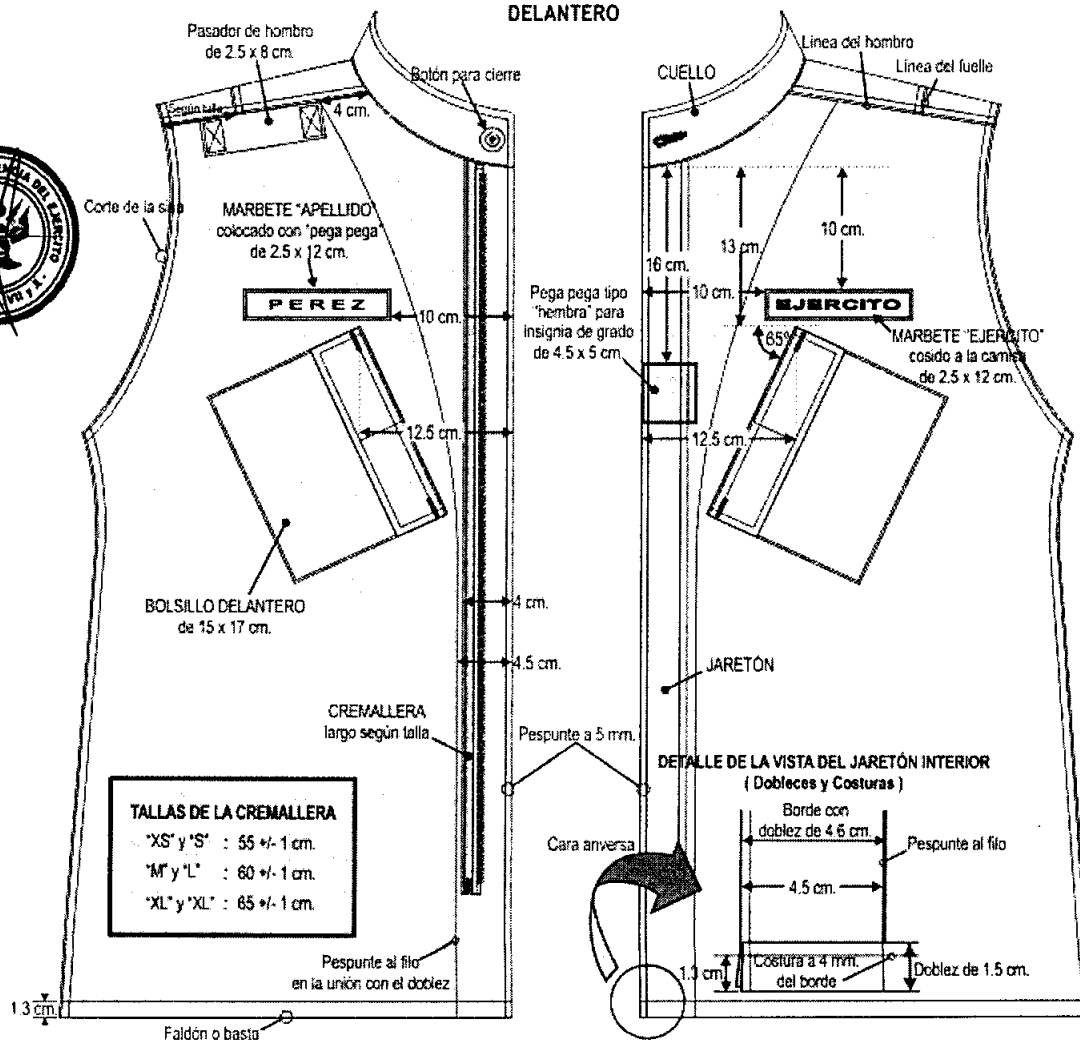 DELANTERO
Pasador de hombro
de 2.5 x 8 cm.
Botón para cierre
CUELLO
Linea del hombro
Linea del fuelle
Según talla
4 cm.
Corte de la sisa
MARBETE "APELLIDO"
colocado con "pega pega"
de 2.5 x 12 cm.
PEREZ
10 cm.
16 cm.
13 cm.
10 cm.
10 cm.
EJERCITO
Pega pega tipo
"hembra" para
insignia de grado
de 4.5 x 5 cm.
65º
MARBETE "EJERCITO"
cosido a la camisa
de 2.5 x 12 cm.
12.5 cm.
12.5 cm.
BOLSILLO DELANTERO
de 15 x 17 cm.
4 cm.
4.5 cm.
JARETÓN
CREMALLERA
largo según talla
Pespunte a 5 mm.
DETALLE DE LA VISTA DEL JARETÓN INTERIOR
( Dobleces y Costuras )
TALLAS DE LA CREMALLERA
"XS" y "S" : 55 +/- 1 cm.
"M" y "L" : 60 +/- 1 cm.
"XL" y "XL" : 65 +/- 1 cm.
Borde con
doblez de 4.6 cm.
Pespunte al filo
Cara anversa
4.5 cm.
Pespunte al filo
en la unión con el doblez
1.3 cm.
Costura a 4 mm.
del borde
Doblez de 1.5 cm.
1.3 cm.
Faldón o basta
DEL EJERCITO